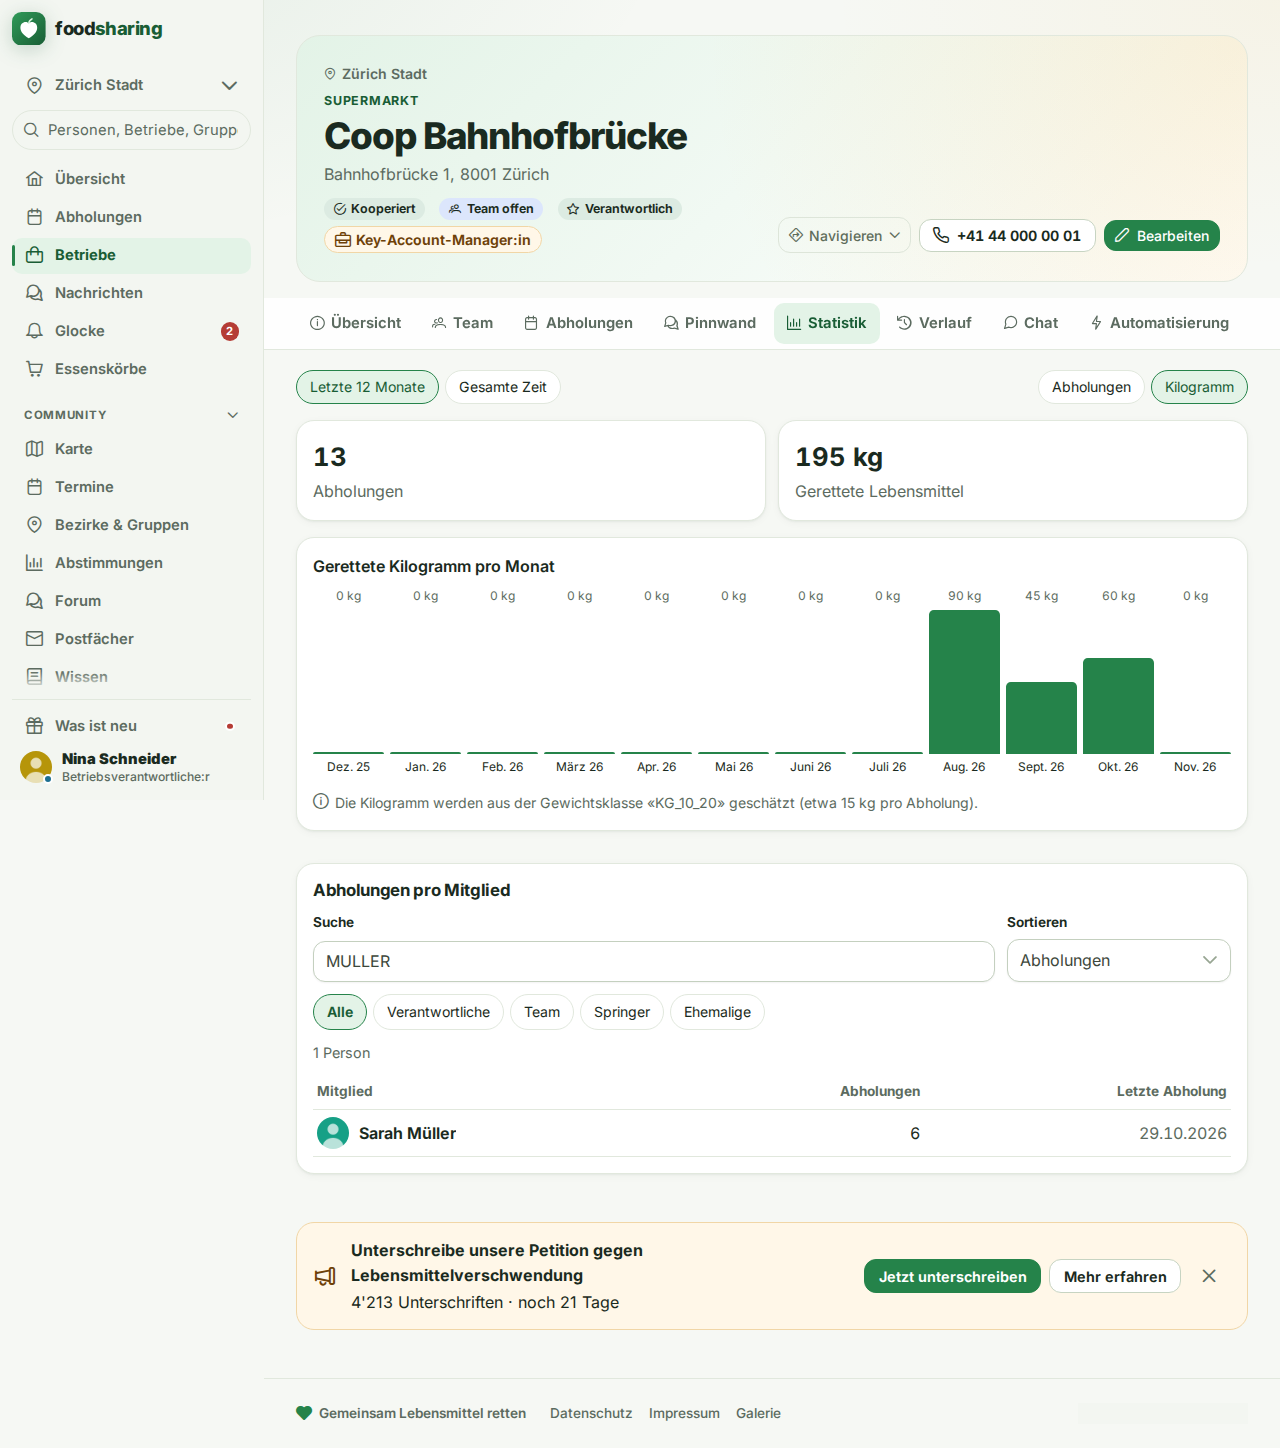 foodsharing
Zürich Stadt
Personen, Betriebe, Grupp
Übersicht
Abholungen
Betriebe
Nachrichten
Glocke 2
Essenskörbe
COMMUNITY
Karte
Termine
Bezirke & Gruppen
Abstimmungen
Forum
Postfächer
Wissen
Was ist neu
Nina Schneider
Betriebsverantwortliche:r
Zürich Stadt
SUPERMARKT
Coop Bahnhofbrücke
Bahnhofbrücke 1, 8001 Zürich
Kooperiert Team offen Verantwortlich
Key-Account-Manager:in
Navigieren +41 44 000 00 01 Bearbeiten
Übersicht Team Abholungen Pinnwand Statistik Verlauf Chat Automatisierung
Letzte 12 Monate Gesamte Zeit Abholungen Kilogramm
13
Abholungen
195 kg
Gerettete Lebensmittel
Gerettete Kilogramm pro Monat
0 kg 0 kg 0 kg 0 kg 0 kg 0 kg 0 kg 0 kg 90 kg 45 kg 60 kg 0 kg
Dez. 25 Jan. 26 Feb. 26 März 26 Apr. 26 Mai 26 Juni 26 Juli 26 Aug. 26 Sept. 26 Okt. 26 Nov. 26
Die Kilogramm werden aus der Gewichtsklasse «KG_10_20» geschätzt (etwa 15 kg pro Abholung).
Abholungen pro Mitglied
Suche Sortieren
MULLER Abholungen
Alle Verantwortliche Team Springer Ehemalige
1 Person
Mitglied Abholungen Letzte Abholung
Sarah Müller 6 29.10.2026
Unterschreibe unsere Petition gegen
Lebensmittelverschwendung
4'213 Unterschriften · noch 21 Tage
Jetzt unterschreiben Mehr erfahren
Gemeinsam Lebensmittel retten Datenschutz Impressum Galerie